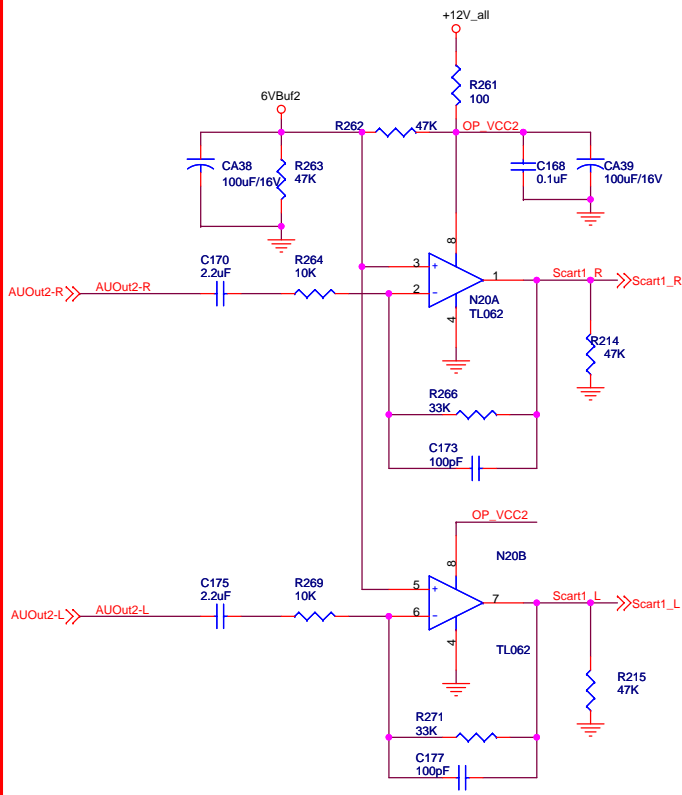 +12V_all
R261
100
6VBuf2
R262
47K
OP_VCC2
CA38
100uF/16V
R263
47K
C168
0.1uF
CA39
100uF/16V
8
C170
2.2uF
R264
10K
3
+
1
Scart1_R
Scart1_R
AUOut2-R
AUOut2-R
2
-
N20A
TL062
4
R214
47K
R266
33K
C173
100pF
OP_VCC2
8
N20B
C175
2.2uF
R269
10K
5
+
7
Scart1_L
Scart1_L
AUOut2-L
AUOut2-L
6
-
4
TL062
R215
47K
R271
33K
C177
100pF